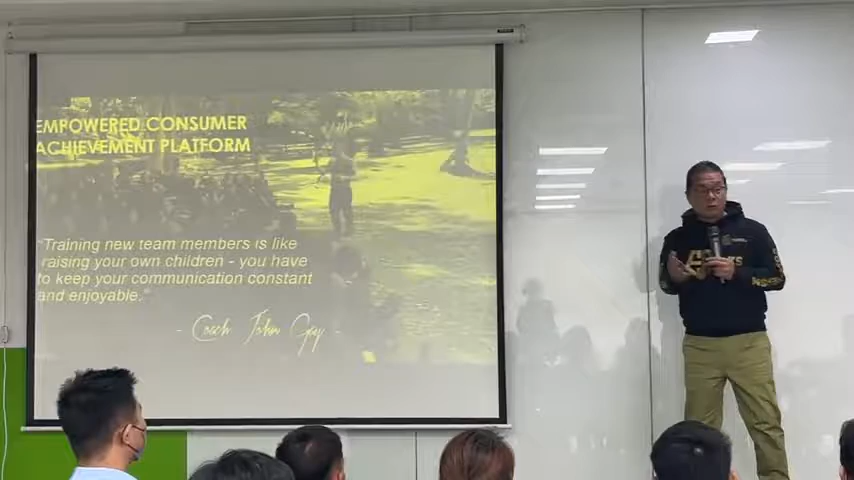 EMPOWERED CONSUMER
ACHIEVEMENT PLATFORM
"Training new team members is like
raising your own children - you have
to keep your communication constant
and enjoyable."
- Coach John Gay -